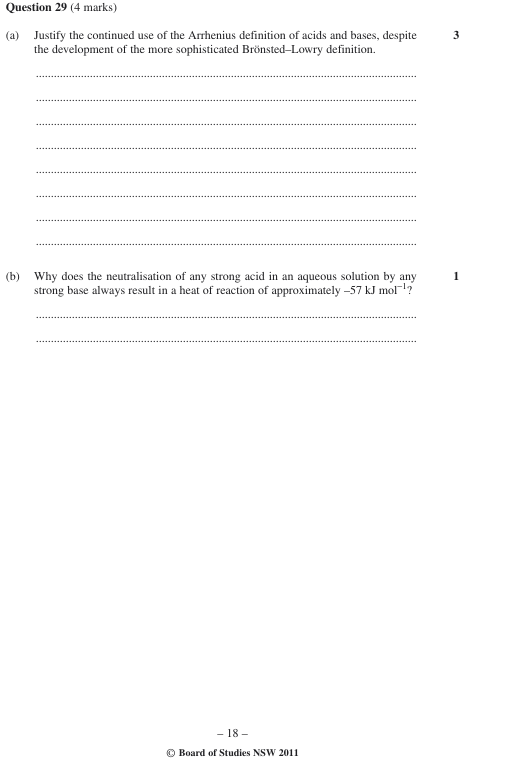 Question 29 (4 marks)
(a) Justify the continued use of the Arrhenius definition of acids and bases, despite 3
the development of the more sophisticated Brönsted–Lowry definition.
................................................................................................................................
................................................................................................................................
................................................................................................................................
................................................................................................................................
................................................................................................................................
................................................................................................................................
................................................................................................................................
................................................................................................................................
(b) Why does the neutralisation of any strong acid in an aqueous solution by any 1
strong base always result in a heat of reaction of approximately –57 kJ mol⁻¹?
................................................................................................................................
................................................................................................................................
– 18 –
© Board of Studies NSW 2011